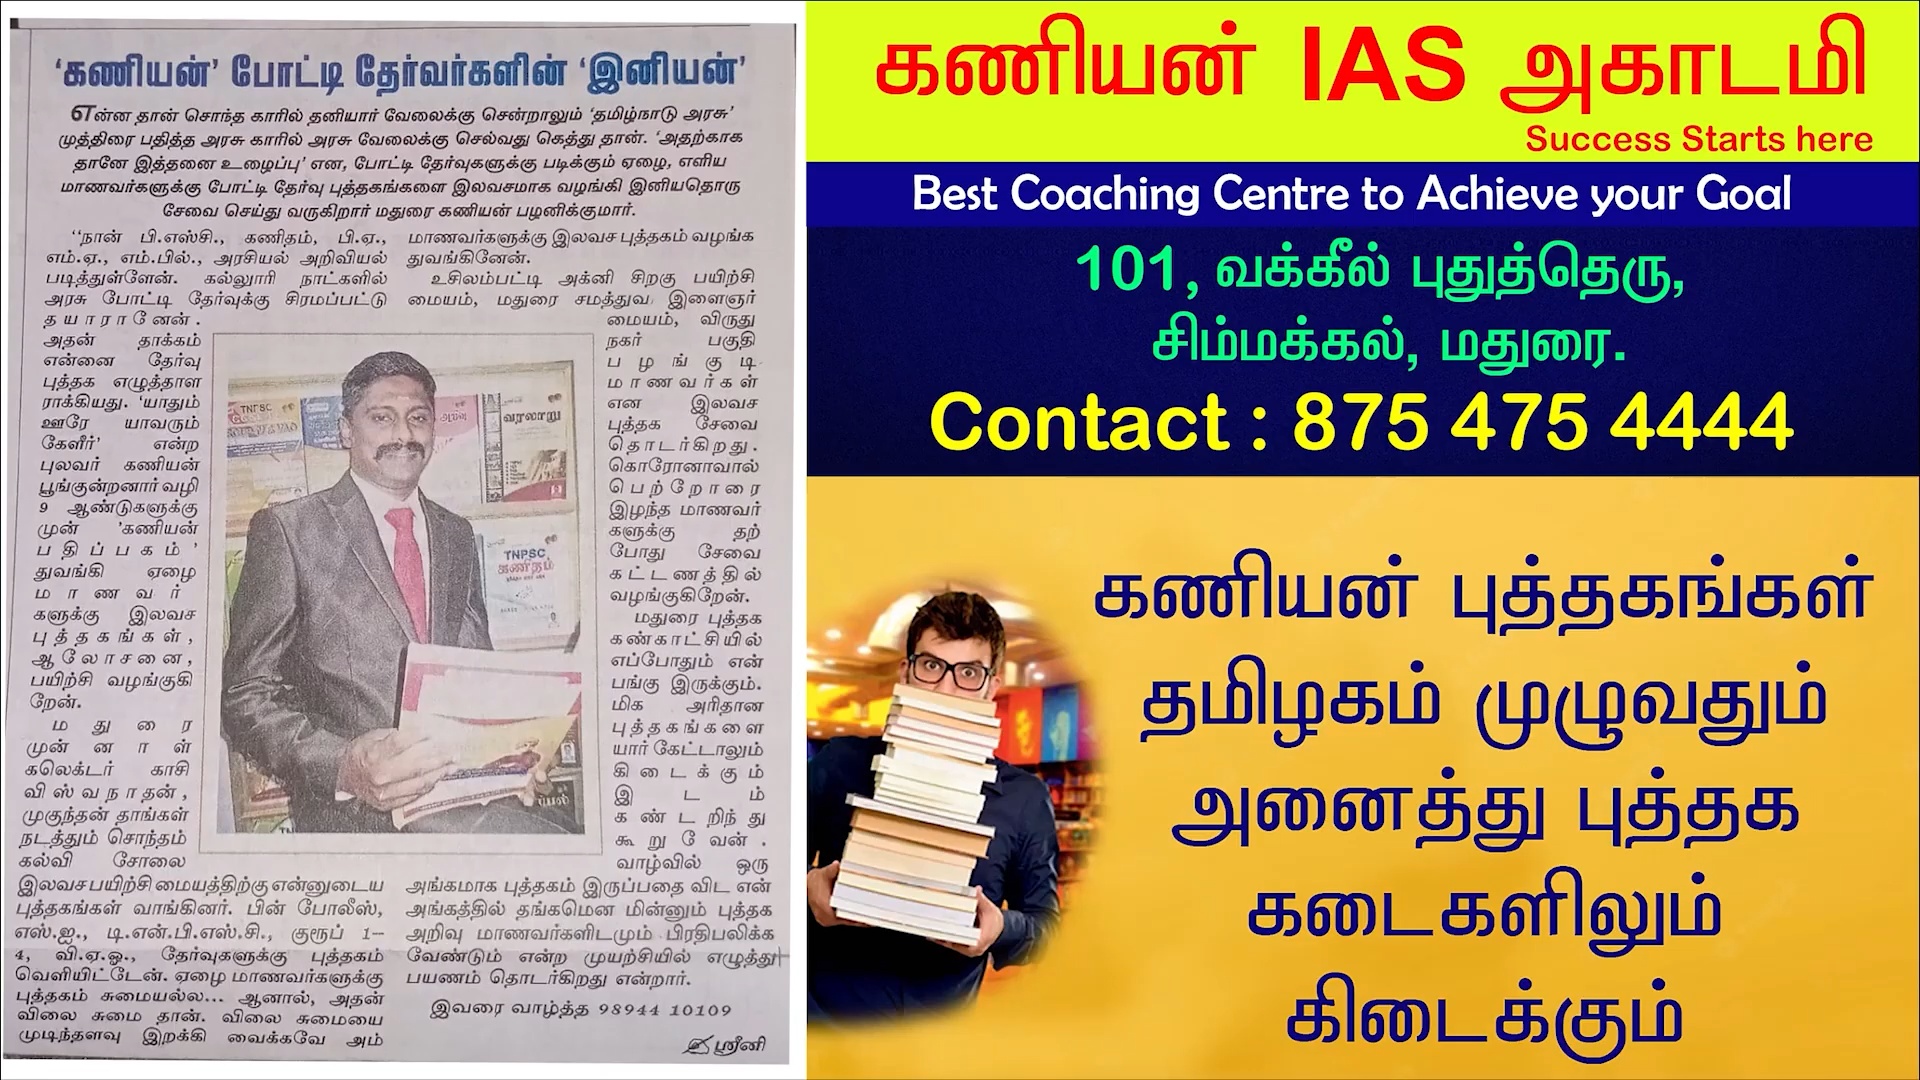 'கணியன்' போட்டி தேர்வர்களின் 'இனியன்'
என்ன தான் சொந்த காரில் தனியார் வேலைக்கு சென்றாலும் 'தமிழ்நாடு அரசு'
முத்திரை பதித்த அரசு காரில் அரசு வேலைக்கு செல்வது கெத்து தான். 'அதற்காக
தானே இத்தனை உழைப்பு' என, போட்டி தேர்வுகளுக்கு படிக்கும் ஏழை, எளிய
மாணவர்களுக்கு போட்டி தேர்வு புத்தகங்களை இலவசமாக வழங்கி இனியதொரு
சேவை செய்து வருகிறார் மதுரை கணியன் பழனிக்குமார்.
''நான் பி.எஸ்சி., கணிதம், பி.ஏ.,
எம்.ஏ., எம்.பில்., அரசியல் அறிவியல்
படித்துள்ளேன். கல்லூரி நாட்களில்
அரசு போட்டி தேர்வுக்கு சிரமப்பட்டு
தயாரானேன்.
அதன் தாக்கம்
என்னை தேர்வு
புத்தக எழுத்தாள
ராக்கியது. 'யாதும்
ஊரே யாவரும்
கேளீர்' என்ற
புலவர் கணியன்
பூங்குன்றனார் வழி
9 ஆண்டுகளுக்கு
முன் 'கணியன்
பதிப்பகம்'
துவங்கி ஏழை
மாணவர்
களுக்கு இலவச
புத்தகங்கள்,
ஆலோசனை,
பயிற்சி வழங்குகி
றேன்.
மதுரை
முன்னாள்
கலெக்டர் காசி
விஸ்வநாதன்,
முகுந்தன் தாங்கள்
நடத்தும் சொந்தம்
கல்வி சோலை
இலவச பயிற்சி மையத்திற்கு என்னுடைய
புத்தகங்கள் வாங்கினர். பின் போலீஸ்,
எஸ்.ஐ., டி.என்.பி.எஸ்.சி., குரூப் 1-
4, வி.ஏ.ஓ., தேர்வுகளுக்கு புத்தகம்
வெளியிட்டேன். ஏழை மாணவர்களுக்கு
புத்தகம் சுமையல்ல... ஆனால், அதன்
விலை சுமை தான். விலை சுமையை
முடிந்தளவு இறக்கி வைக்கவே அம்
மாணவர்களுக்கு இலவச புத்தகம் வழங்க
துவங்கினேன்.
உசிலம்பட்டி அக்னி சிறகு பயிற்சி
மையம், மதுரை சமத்துவ இளைஞர்
மையம், விருது
நகர் பகுதி
பழங்குடி
மாணவர்கள்
என இலவச
புத்தக சேவை
தொடர்கிறது.
கொரோனாவால்
பெற்றோரை
இழந்த மாணவர்
களுக்கு தற்
போது சேவை
கட்டணத்தில்
வழங்குகிறேன்.
மதுரை புத்தக
கண்காட்சியில்
எப்போதும் என்
பங்கு இருக்கும்.
மிக அரிதான
புத்தகங்களை
யார் கேட்டாலும்
கிடைக்கும்
இடம்
கண்டறிந்து
கூறுவேன்.
வாழ்வில் ஒரு
அங்கமாக புத்தகம் இருப்பதை விட என்
அங்கத்தில் தங்கமென மின்னும் புத்தக
அறிவு மாணவர்களிடமும் பிரதிபலிக்க
வேண்டும் என்ற முயற்சியில் எழுத்து
பயணம் தொடர்கிறது என்றார்.
இவரை வாழ்த்த 98944 10109
ஸ்ரீனி
TNPSC
வரலாறு
TNPSC
கணிதம்
கணியன் IAS அகாடமி
Success Starts here
Best Coaching Centre to Achieve your Goal
101, வக்கீல் புதுத்தெரு,
சிம்மக்கல், மதுரை.
Contact : 875 475 4444
கணியன் புத்தகங்கள்
தமிழகம் முழுவதும்
அனைத்து புத்தக
கடைகளிலும்
கிடைக்கும்